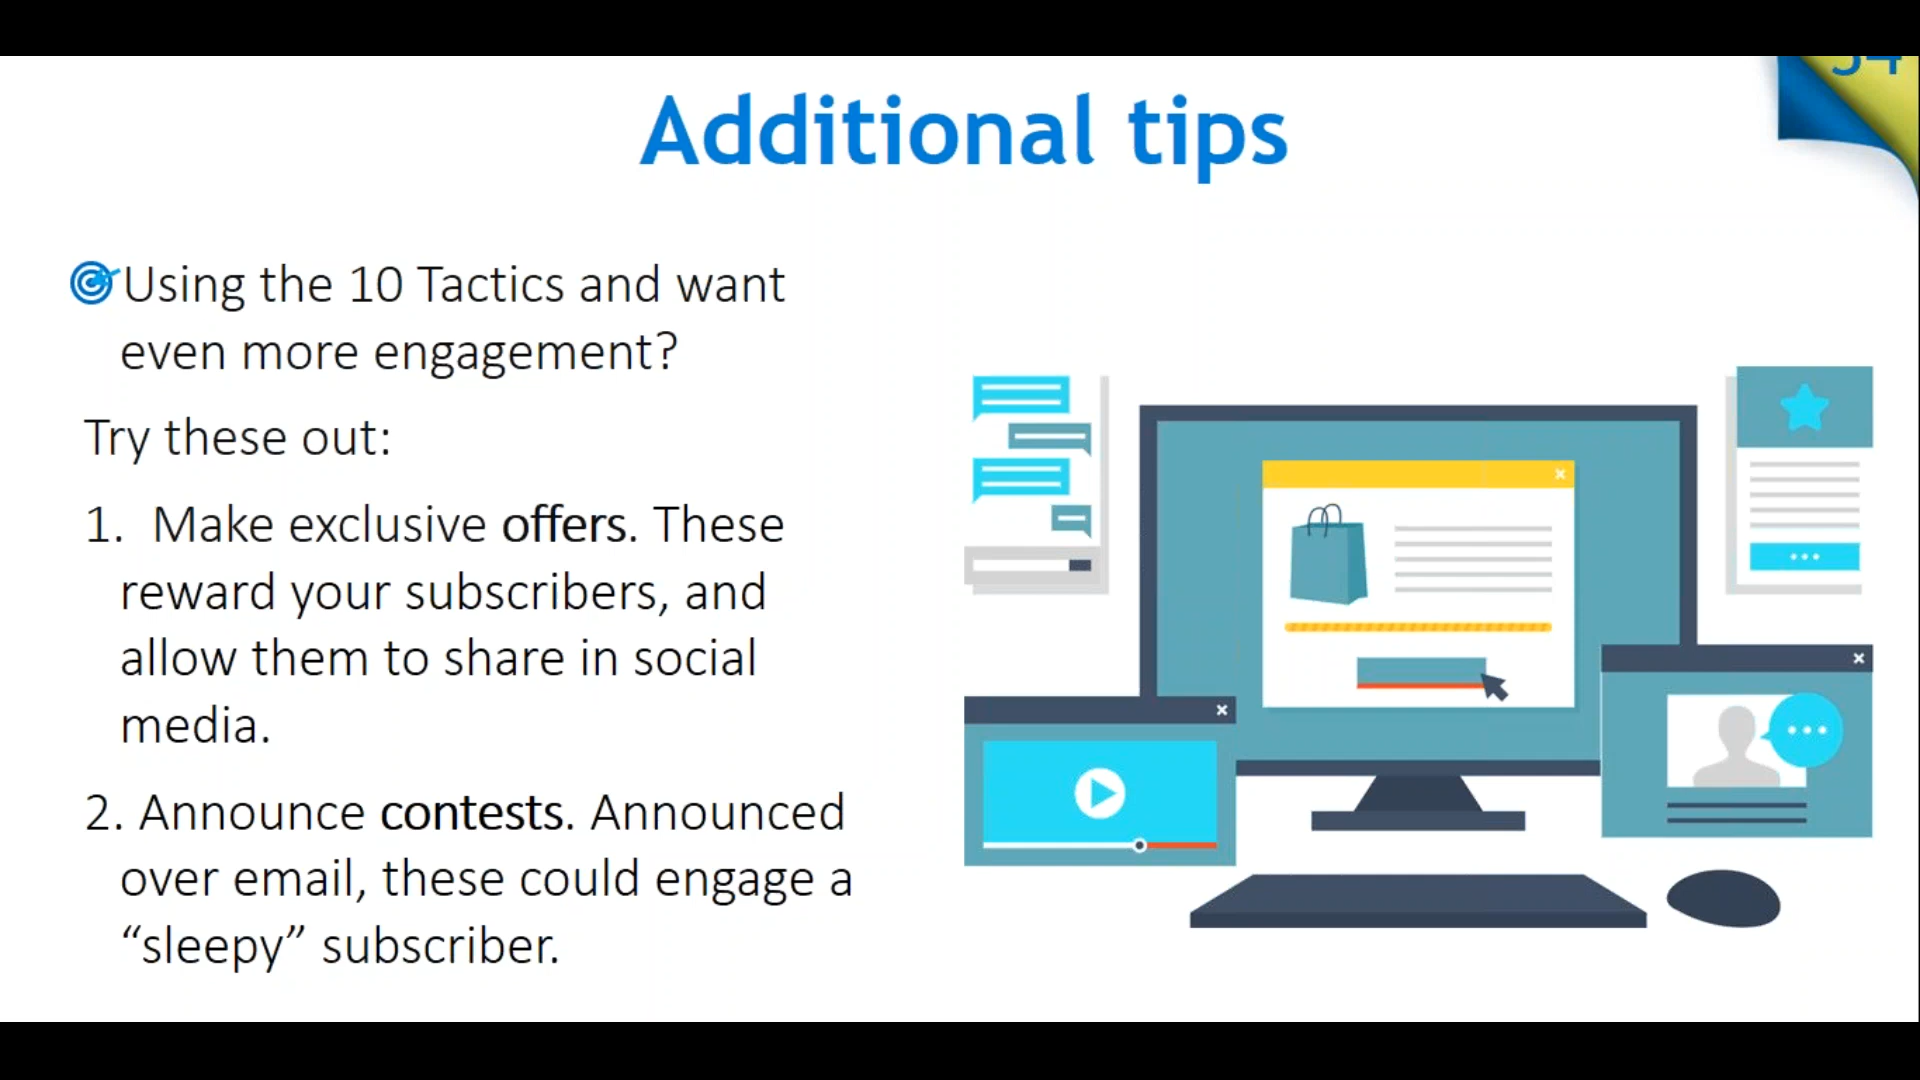 Additional tips
Using the 10 Tactics and want
even more engagement?
Try these out:
1. Make exclusive offers. These
reward your subscribers, and
allow them to share in social
media.
2. Announce contests. Announced
over email, these could engage a
“sleepy” subscriber.